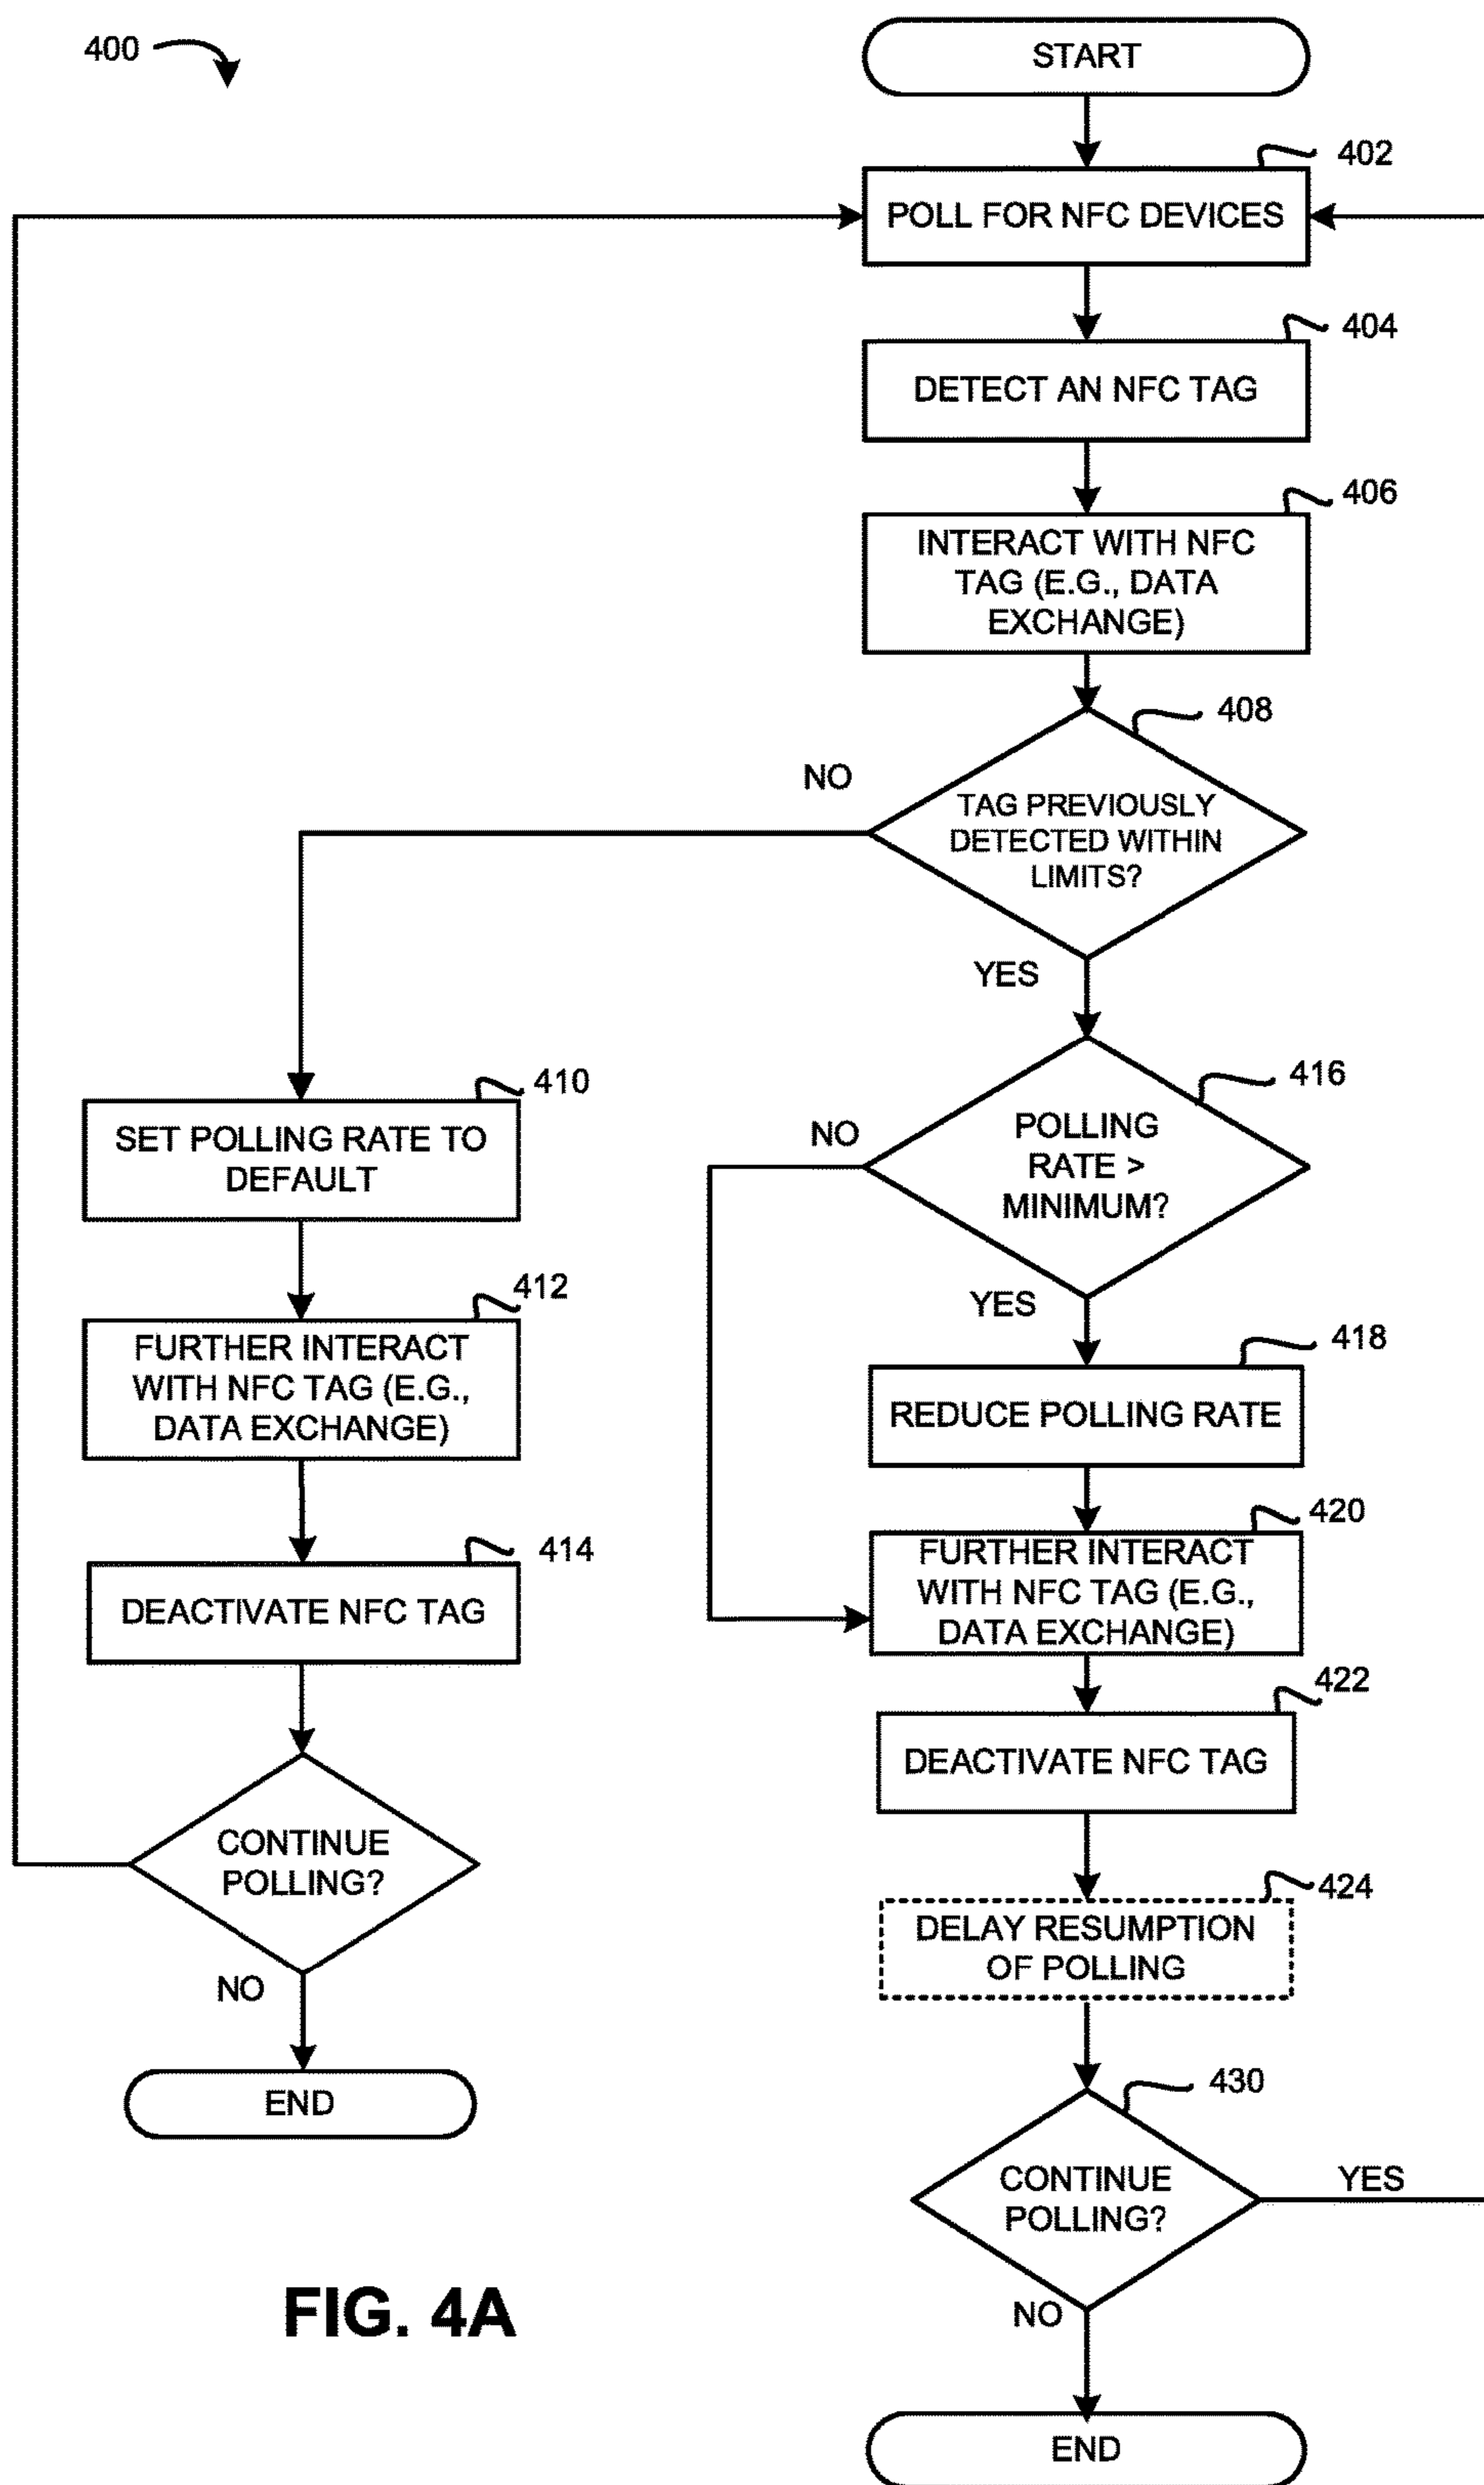 400
START
402
POLL FOR NFC DEVICES
404
DETECT AN NFC TAG
406
INTERACT WITH NFC
TAG (E.G., DATA
EXCHANGE)
408
NO
TAG PREVIOUSLY
DETECTED WITHIN
LIMITS?
YES
410
SET POLLING RATE TO
DEFAULT
412
FURTHER INTERACT
WITH NFC TAG (E.G.,
DATA EXCHANGE)
414
DEACTIVATE NFC TAG
CONTINUE
POLLING?
NO
END
416
NO
POLLING
RATE >
MINIMUM?
YES
418
REDUCE POLLING RATE
420
FURTHER INTERACT
WITH NFC TAG (E.G.,
DATA EXCHANGE)
422
DEACTIVATE NFC TAG
424
DELAY RESUMPTION
OF POLLING
430
CONTINUE
POLLING?
YES
NO
END
FIG. 4A